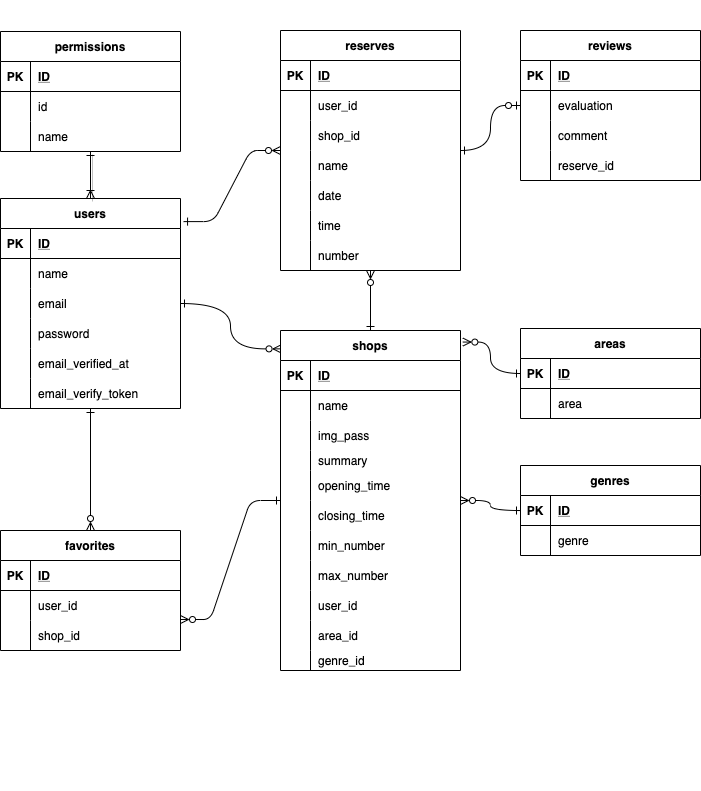 permissions
PK ID
id
name
users
PK ID
name
email
password
email_verified_at
email_verify_token
favorites
PK ID
user_id
shop_id
reserves
PK ID
user_id
shop_id
name
date
time
number
shops
PK ID
name
img_pass
summary
opening_time
closing_time
min_number
max_number
user_id
area_id
genre_id
reviews
PK ID
evaluation
comment
reserve_id
areas
PK ID
area
genres
PK ID
genre